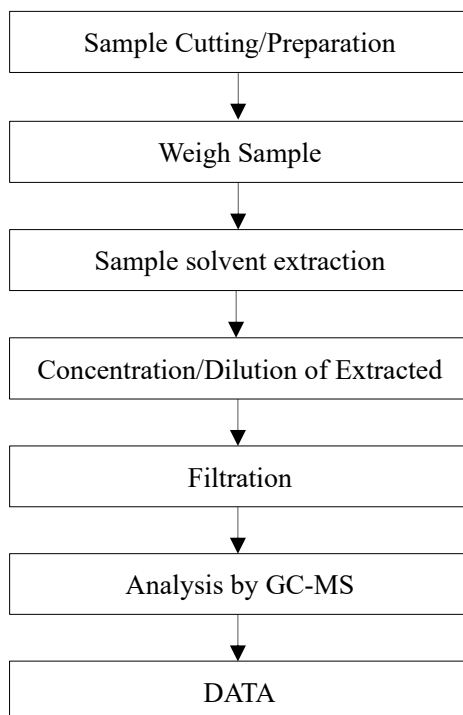 Sample Cutting/Preparation
Weigh Sample
Sample solvent extraction
Concentration/Dilution of Extracted
Filtration
Analysis by GC-MS
DATA